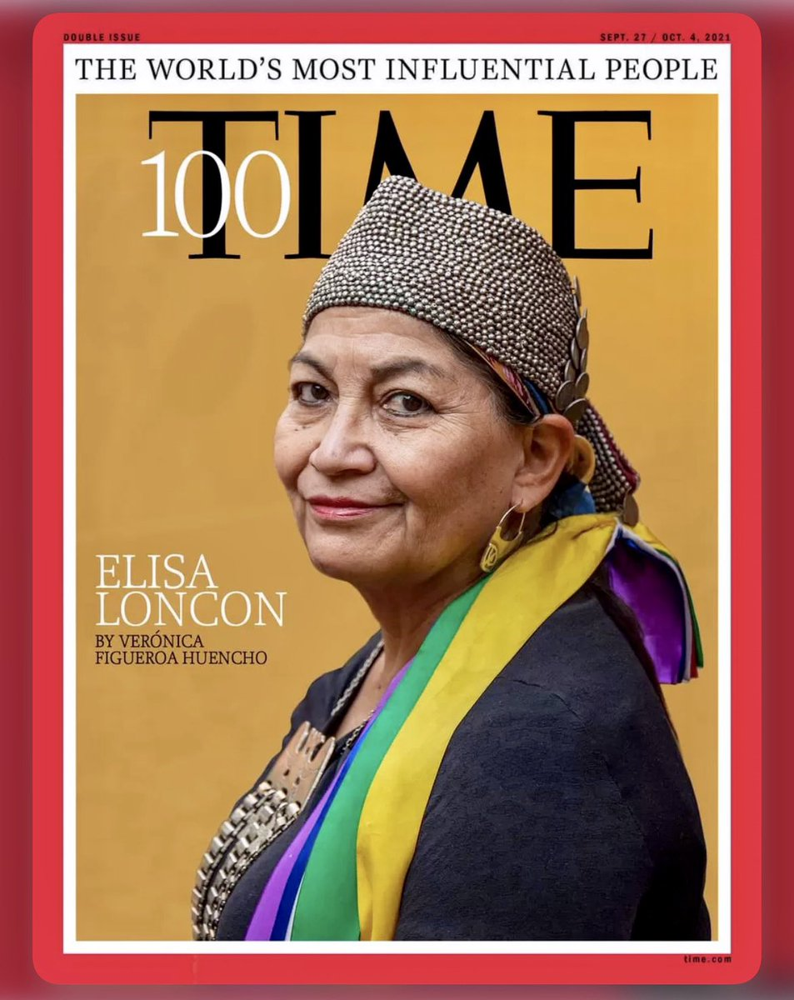 DOUBLE ISSUE
SEPT. 27 / OCT. 4, 2021
THE WORLD'S MOST INFLUENTIAL PEOPLE
TIME
100
ELISA
LONCON
BY VERÓNICA
FIGUEROA HUENCHO
time.com